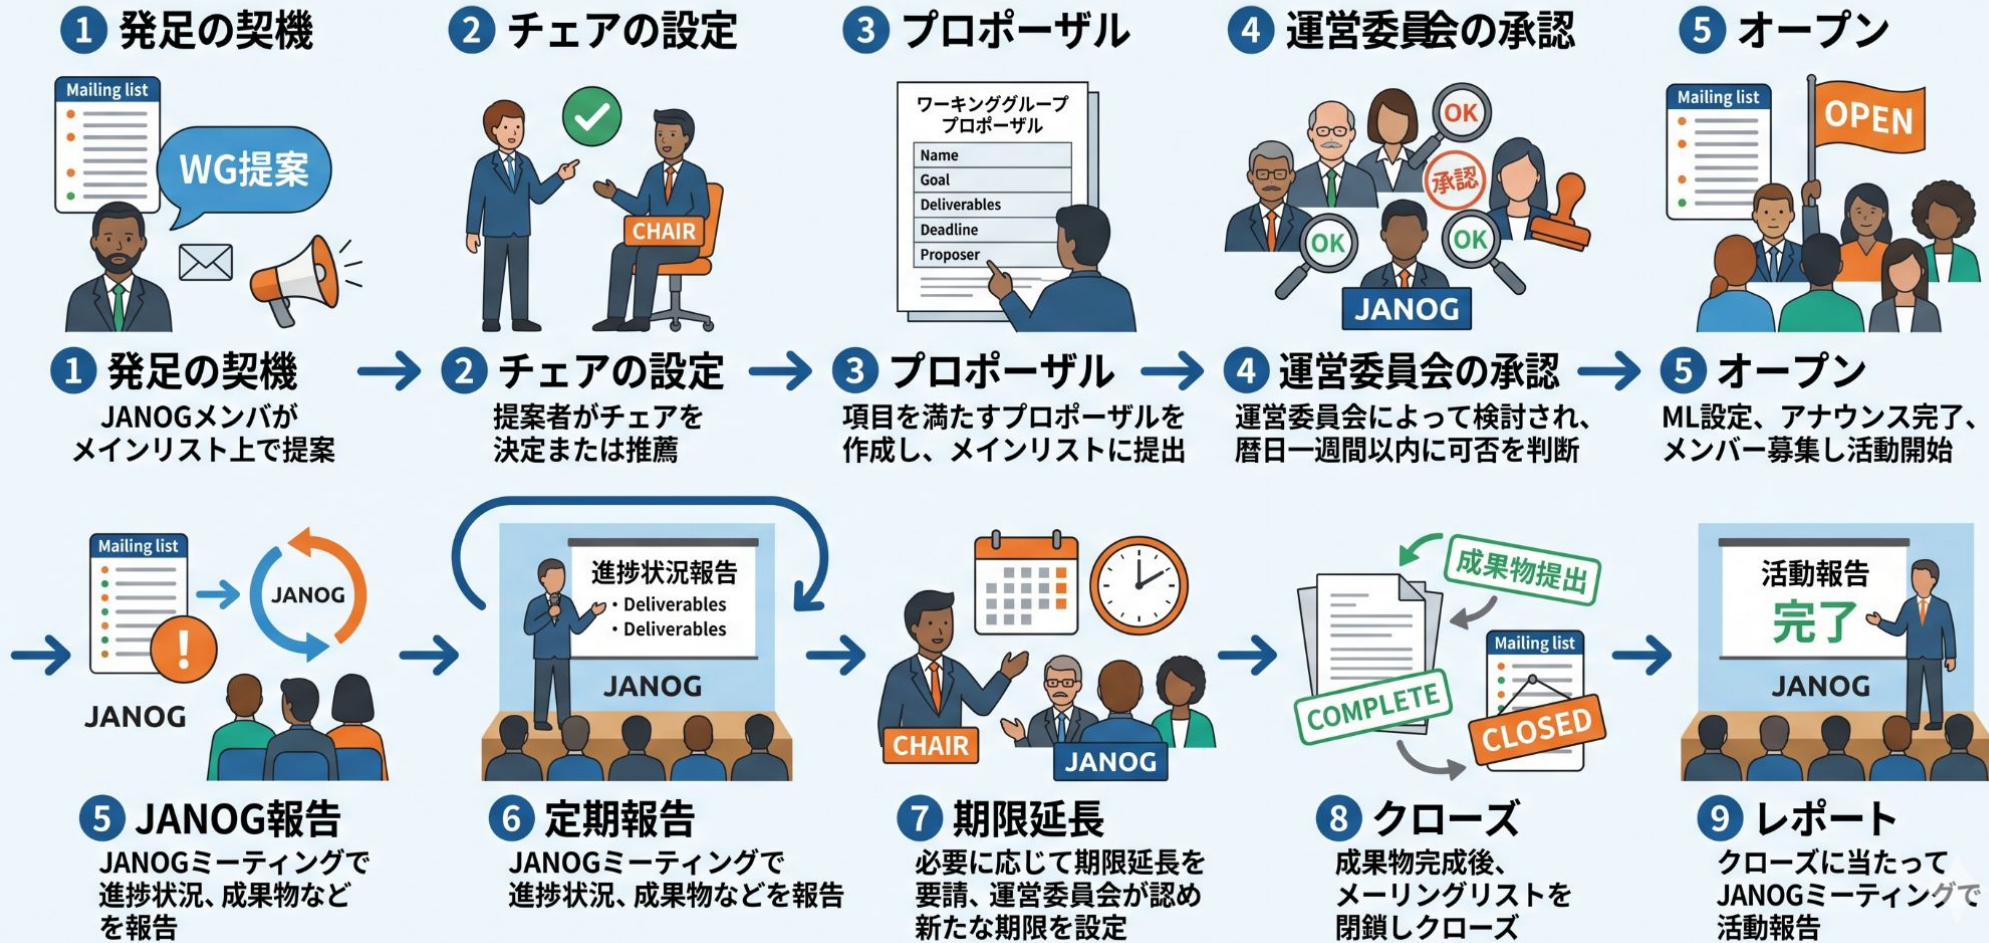 1 発足の契機
2 チェアの設定
3 プロポーザル
4 運営委員会の承認
5 オープン
Mailing list
WG提案
CHAIR
ワーキンググループ
プロポーザル
Name
Goal
Deliverables
Deadline
Proposer
OK
承認
OK
OK
JANOG
Mailing list
OPEN
1 発足の契機
JANOGメンバが
メインリスト上で提案
2 チェアの設定
提案者がチェアを
決定または推薦
3 プロポーザル
項目を満たすプロポーザルを
作成し、メインリストに提出
4 運営委員会の承認
運営委員会によって検討され、
暦日一週間以内に可否を判断
5 オープン
ML設定、アナウンス完了、
メンバー募集し活動開始
Mailing list
JANOG
!
JANOG
進捗状況報告
・Deliverables
・Deliverables
JANOG
CHAIR
JANOG
成果物提出
COMPLETE
Mailing list
CLOSED
活動報告
完了
JANOG
5 JANOG報告
JANOGミーティングで
進捗状況、成果物など
を報告
6 定期報告
JANOGミーティングで
進捗状況、成果物などを報告
7 期限延長
必要に応じて期限延長を
要請、運営委員会が認め
新たな期限を設定
8 クローズ
成果物完成後、
メーリングリストを
閉鎖しクローズ
9 レポート
クローズに当たって
JANOGミーティングで
活動報告